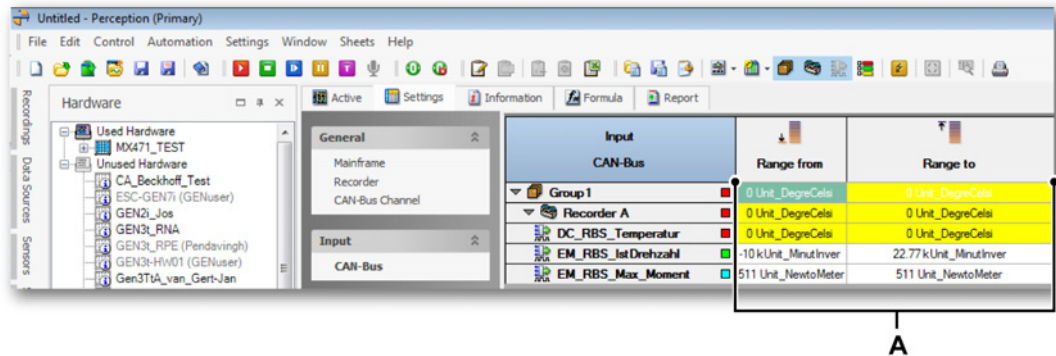 Untitled - Perception (Primary)
File Edit Control Automation Settings Window Sheets Help
Recordings
Data Sources
Sensors
Hardware
Used Hardware
MX471_TEST
Unused Hardware
CA_Beckhoff_Test
ESC-GEN7i (GENuser)
GEN2i_Jos
GEN3t_RNA
GEN3t_RPE (Pendavingh)
GEN3t-HW01 (GENuser)
Gen3TtA_van_Gert-Jan
Active Settings Information Formula Report
General
Mainframe
Recorder
CAN-Bus Channel
Input
CAN-Bus
Input
CAN-Bus Range from Range to
Group1 0 Unit_DegreCelsi 0 Unit_DegreCelsi
Recorder A 0 Unit_DegreCelsi 0 Unit_DegreCelsi
DC_RBS_Temperatur 0 Unit_DegreCelsi 0 Unit_DegreCelsi
EM_RBS_IstDrehzahl -10 kUnit_MinutInver 22.77 kUnit_MinutInver
EM_RBS_Max_Moment 511 Unit_NewtoMeter 511 Unit_NewtoMeter
A